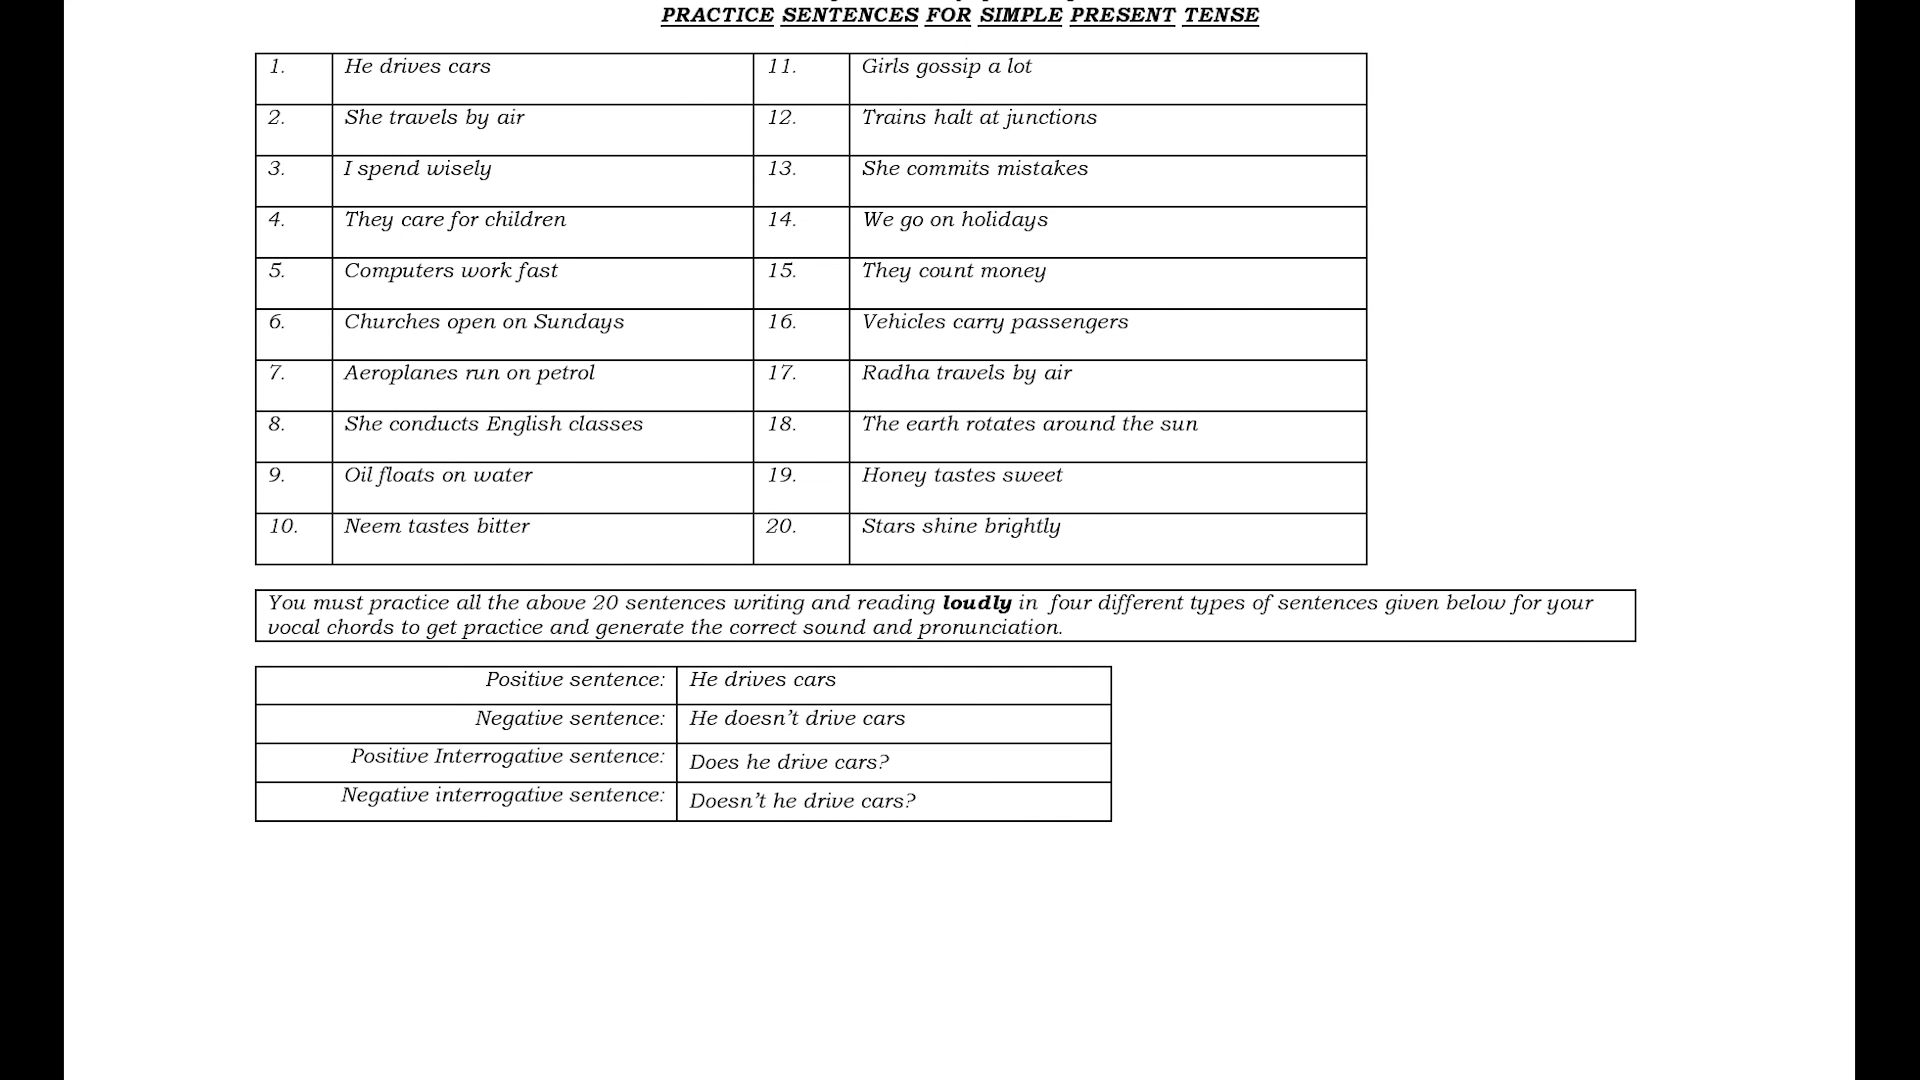 PRACTICE SENTENCES FOR SIMPLE PRESENT TENSE
1. He drives cars 11. Girls gossip a lot
2. She travels by air 12. Trains halt at junctions
3. I spend wisely 13. She commits mistakes
4. They care for children 14. We go on holidays
5. Computers work fast 15. They count money
6. Churches open on Sundays 16. Vehicles carry passengers
7. Aeroplanes run on petrol 17. Radha travels by air
8. She conducts English classes 18. The earth rotates around the sun
9. Oil floats on water 19. Honey tastes sweet
10. Neem tastes bitter 20. Stars shine brightly
You must practice all the above 20 sentences writing and reading loudly in four different types of sentences given below for your
vocal chords to get practice and generate the correct sound and pronunciation.
Positive sentence: He drives cars
Negative sentence: He doesn’t drive cars
Positive Interrogative sentence: Does he drive cars?
Negative interrogative sentence: Doesn’t he drive cars?